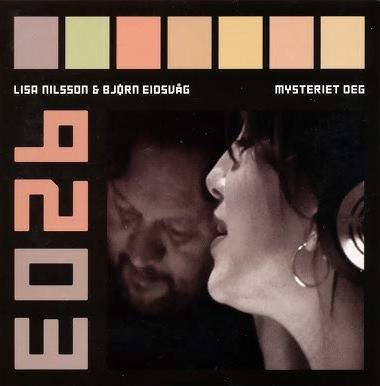 LISA NILSSON & BJØRN EIDSVÅG
MYSTERIET DEG